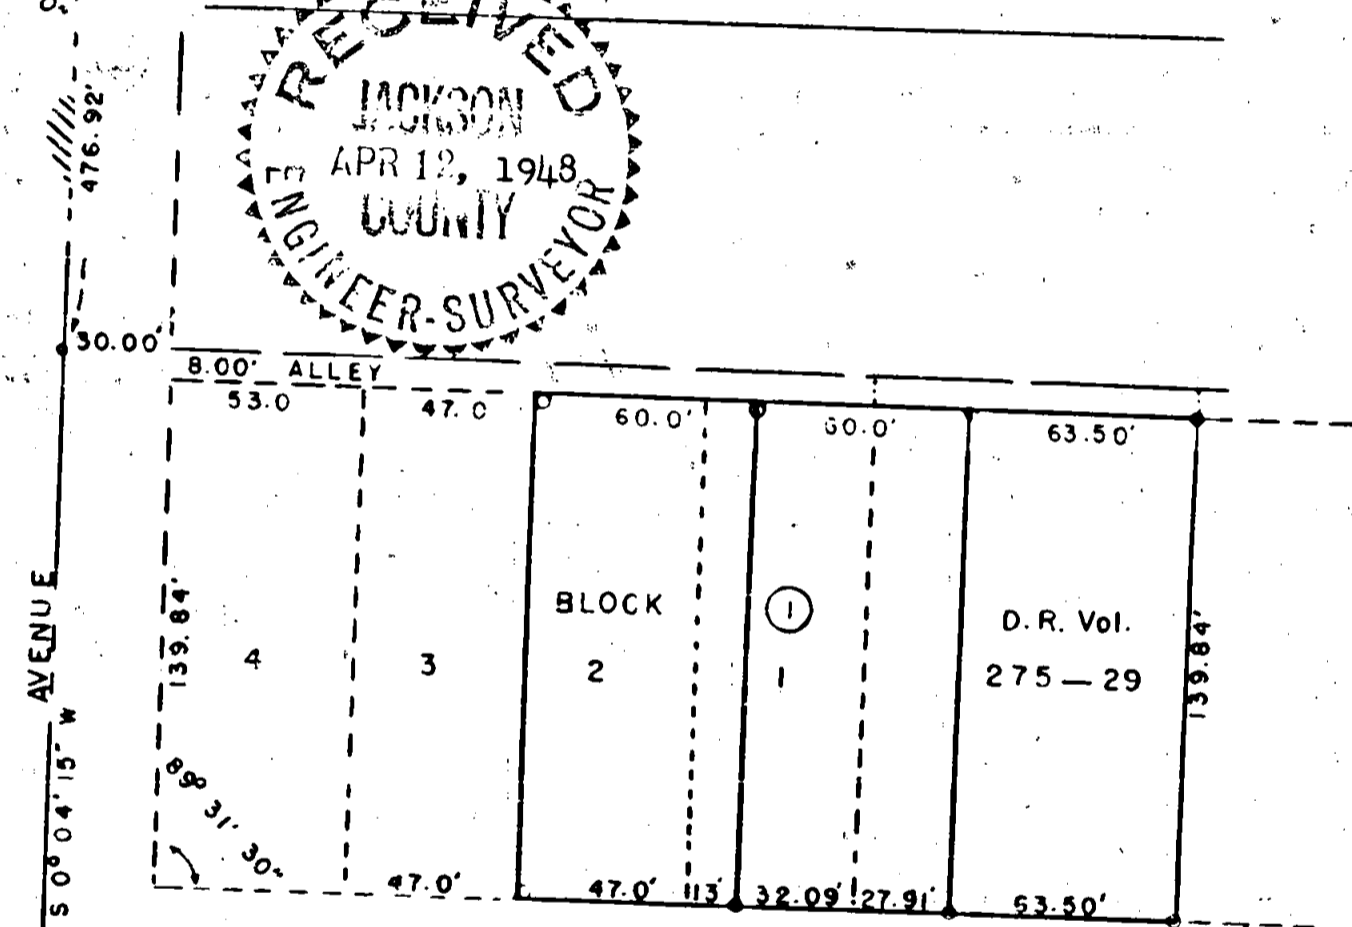 RECEIVED
JACKSON
APR 12, 1948
COUNTY
ENGINEER-SURVEYOR
476.92'
30.00'
8.00' ALLEY
53.0
47.0
60.0'
60.0'
63.50'
AVENUE
S 0° 04' 15" W
139.84'
4
3
BLOCK
2
1
1
D. R. Vol.
275 — 29
139.84'
89° 31' 30"
47.0'
47.0'
13'
32.09'
27.91'
63.50'